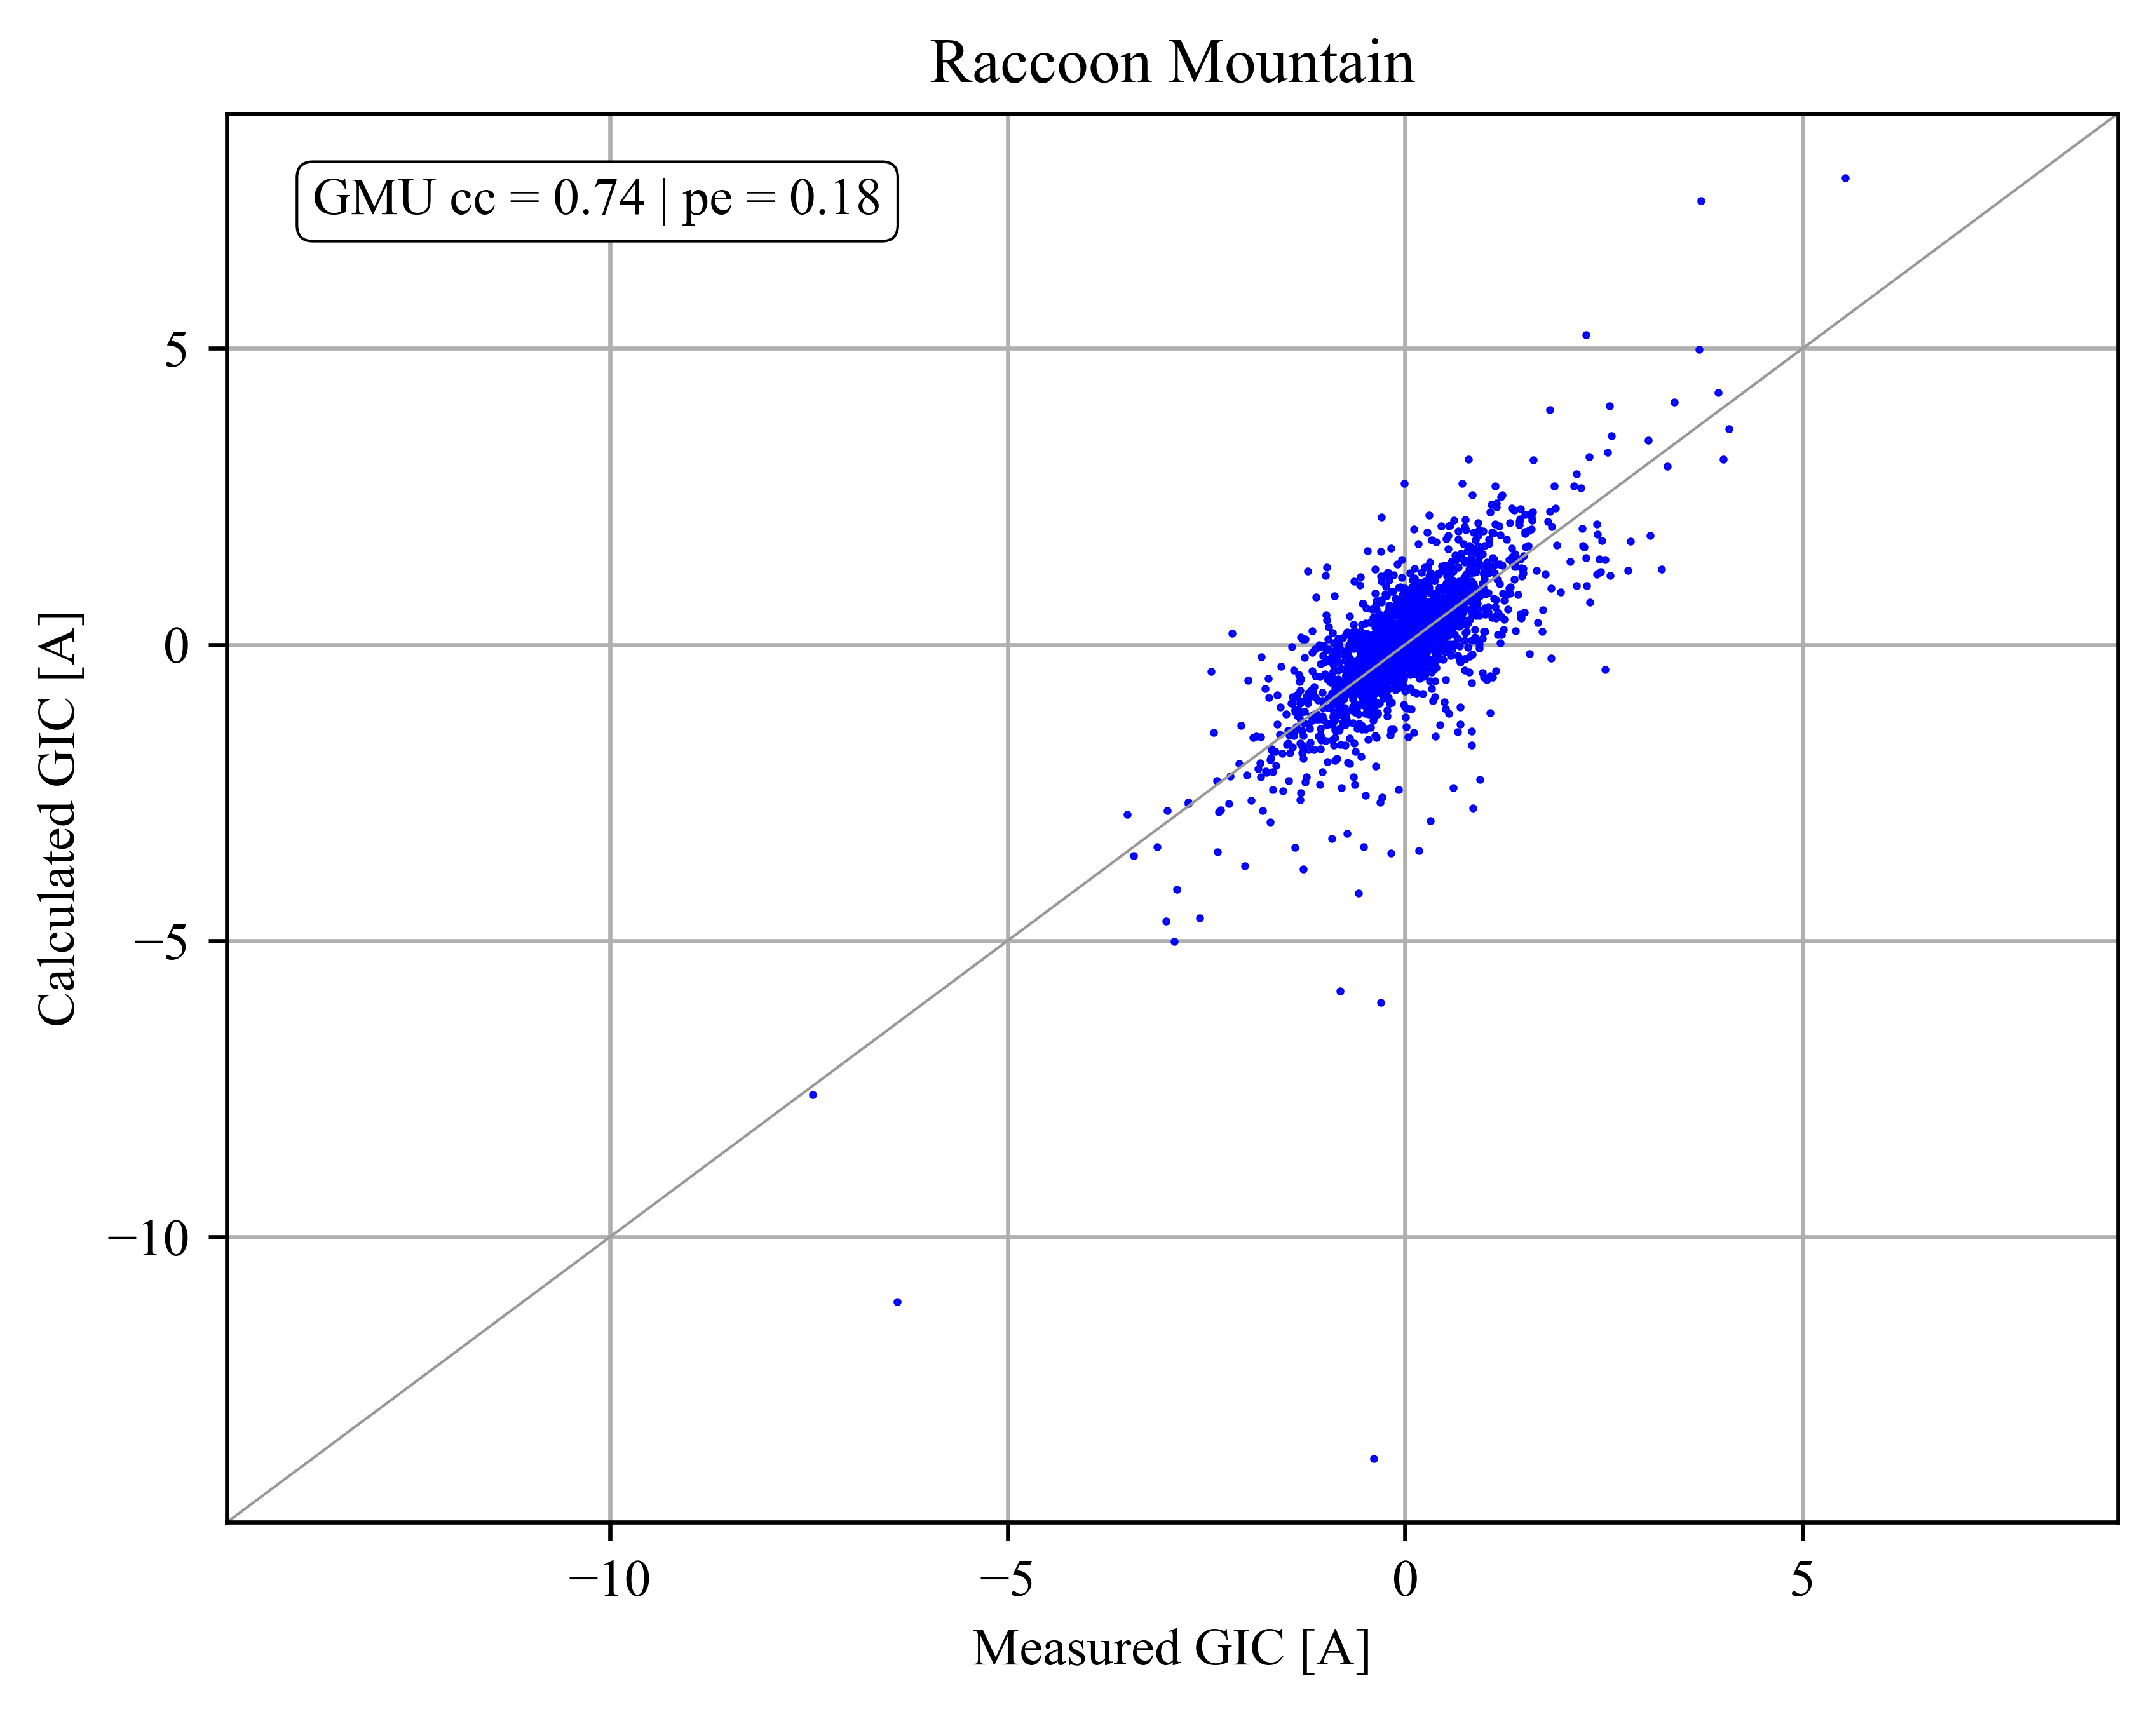 Raccoon Mountain
GMU cc = 0.74 | pe = 0.18
5
0
−5
−10
Calculated GIC [A]
−10
−5
0
5
Measured GIC [A]